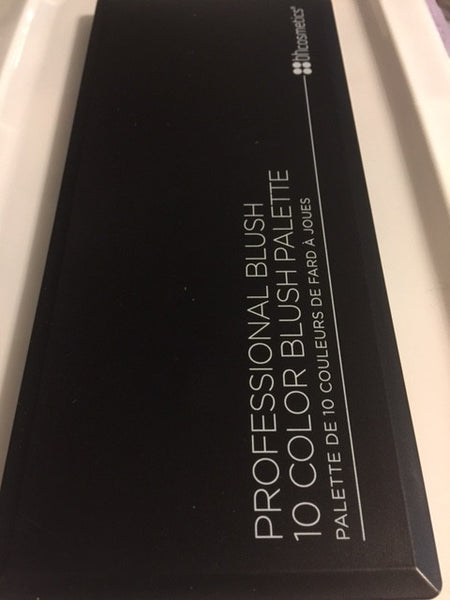 PROFESSIONAL BLUSH
10 COLOR BLUSH PALETTE
PALETTE DE 10 COULEURS DE FARD À JOUES
bhcosmetics®